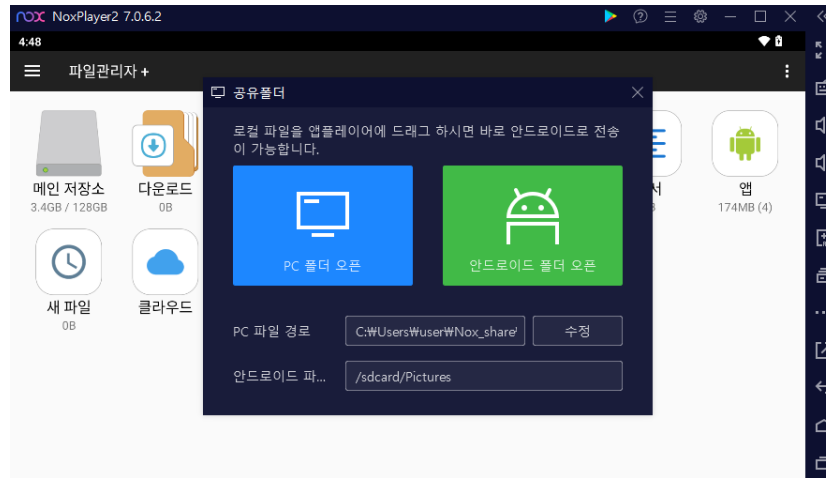 nox NoxPlayer2 7.0.6.2
4:48
파일관리자 +
공유폴더
로컬 파일을 앱플레이어에 드래그 하시면 바로 안드로이드로 전송
이 가능합니다.
메인 저장소
3.4GB / 128GB
다운로드
0B
서
앱
174MB (4)
PC 폴더 오픈
안드로이드 폴더 오픈
새 파일
0B
클라우드
PC 파일 경로
C:₩Users₩user₩Nox_share
수정
안드로이드 파...
/sdcard/Pictures